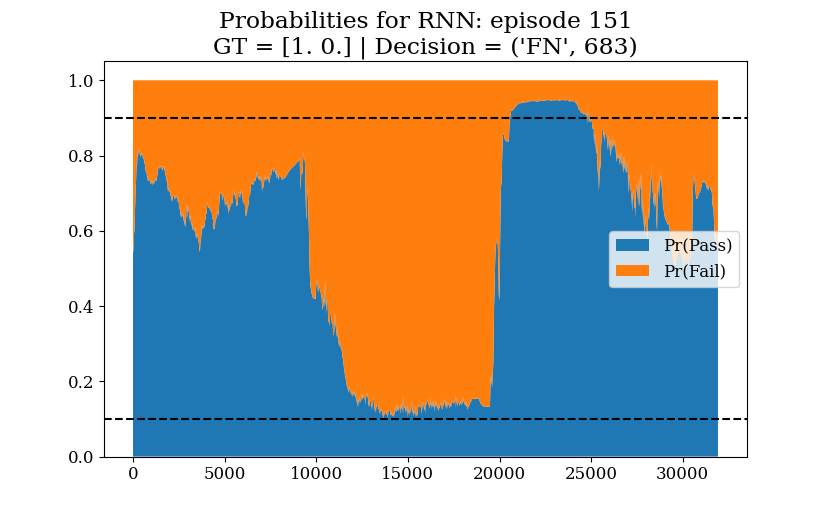 Probabilities for RNN: episode 151
GT = [1. 0.] | Decision = ('FN', 683)
1.0
0.8
0.6
0.4
0.2
0.0
Pr(Pass)
Pr(Fail)
0 5000 10000 15000 20000 25000 30000